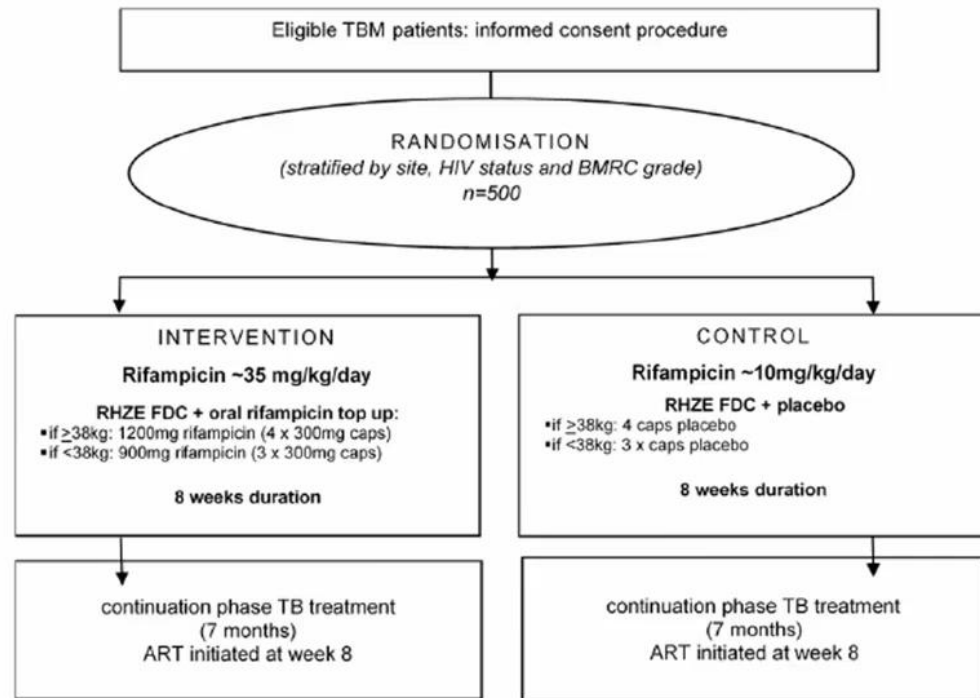 Eligible TBM patients: informed consent procedure
RANDOMISATION
(stratified by site, HIV status and BMRC grade)
n=500
INTERVENTION
Rifampicin ~35 mg/kg/day
RHZE FDC + oral rifampicin top up:
▪if ≥38kg: 1200mg rifampicin (4 x 300mg caps)
▪if <38kg: 900mg rifampicin (3 x 300mg caps)
8 weeks duration
CONTROL
Rifampicin ~10mg/kg/day
RHZE FDC + placebo
▪if ≥38kg: 4 caps placebo
▪if <38kg: 3 x caps placebo
8 weeks duration
continuation phase TB treatment
(7 months)
ART initiated at week 8
continuation phase TB treatment
(7 months)
ART initiated at week 8